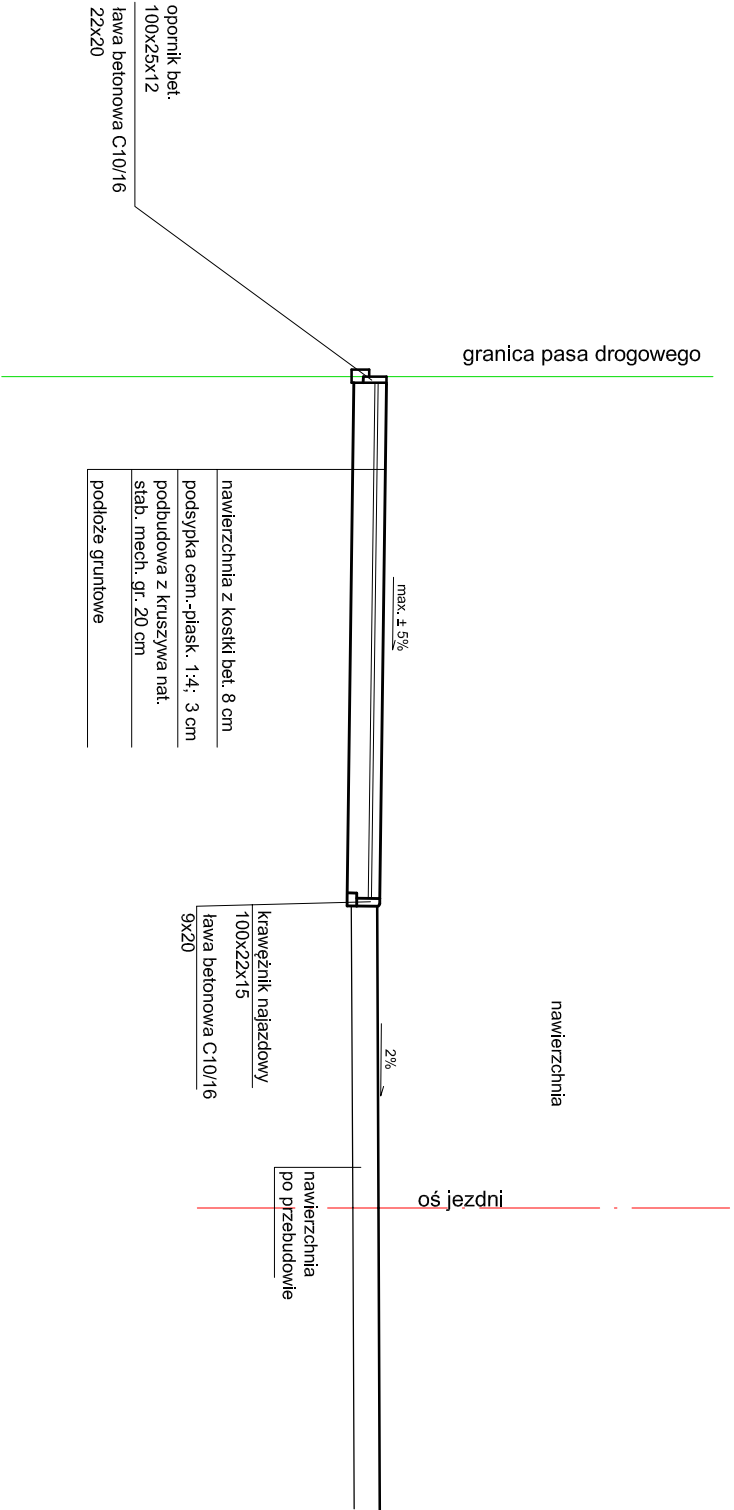 opornik bet.
100x25x12
ława betonowa C10/16
22x20
granica pasa drogowego
nawierzchnia z kostki bet. 8 cm
podsypka cem.-piask. 1:4; 3 cm
podbudowa z kruszywa nat.
stab. mech. gr. 20 cm
podłoże gruntowe
max. ± 5%
krawężnik najazdowy
100x22x15
ława betonowa C10/16
9x20
2%
nawierzchnia
oś jezdni
nawierzchnia
po przebudowie